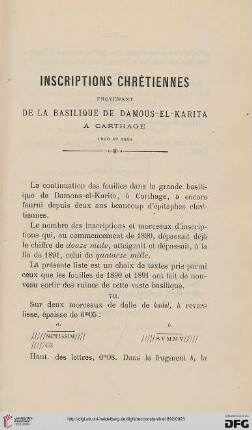 INSCRIPTIONS CHRÉTIENNES
PROVENANT
DE LA BASILIQUE DE DAMOUS-EL-KARITA
A CARTHAGE
La continuation des fouilles dans la grande basili-
que de Damous-el-Karita, à Carthage, a encore
fourni depuis deux ans beaucoup d'épitaphes chré-
tiennes.
Le nombre des inscriptions et morceaux d'inscrip-
tions qui, au commencement de 1890, dépassait déjà
le chiffre de douze mille, atteignait et dépassait, à la
fin de 1891, celui de quatorze mille.
La présente liste est un choix de textes pris parmi
ceux que les fouilles de 1890 et 1891 ont fait de nou-
veau sortir des ruines de cette vaste basilique.
Sur deux morceaux de dalle de kadel, à revers
lisse, épaisse de 0m05 :
a. b
/////NCTISSIM///// /////SVMMV/////
Haut. des lettres, 0m08. Dans le fragment b, la